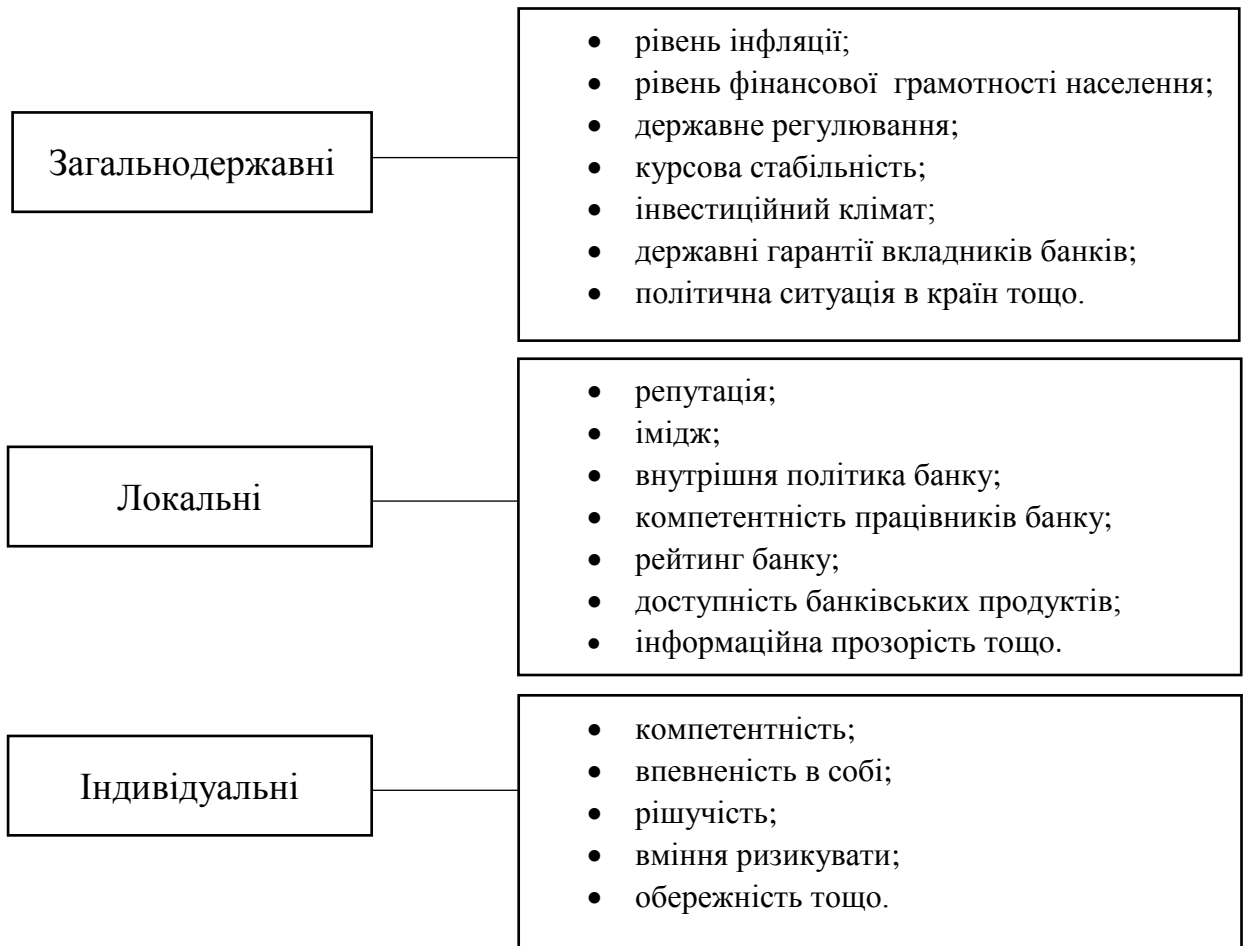 Загальнодержавні
• рівень інфляції;
• рівень фінансової грамотності населення;
• державне регулювання;
• курсова стабільність;
• інвестиційний клімат;
• державні гарантії вкладників банків;
• політична ситуація в країн тощо.
Локальні
• репутація;
• імідж;
• внутрішня політика банку;
• компетентність працівників банку;
• рейтинг банку;
• доступність банківських продуктів;
• інформаційна прозорість тощо.
Індивідуальні
• компетентність;
• впевненість в собі;
• рішучість;
• вміння ризикувати;
• обережність тощо.